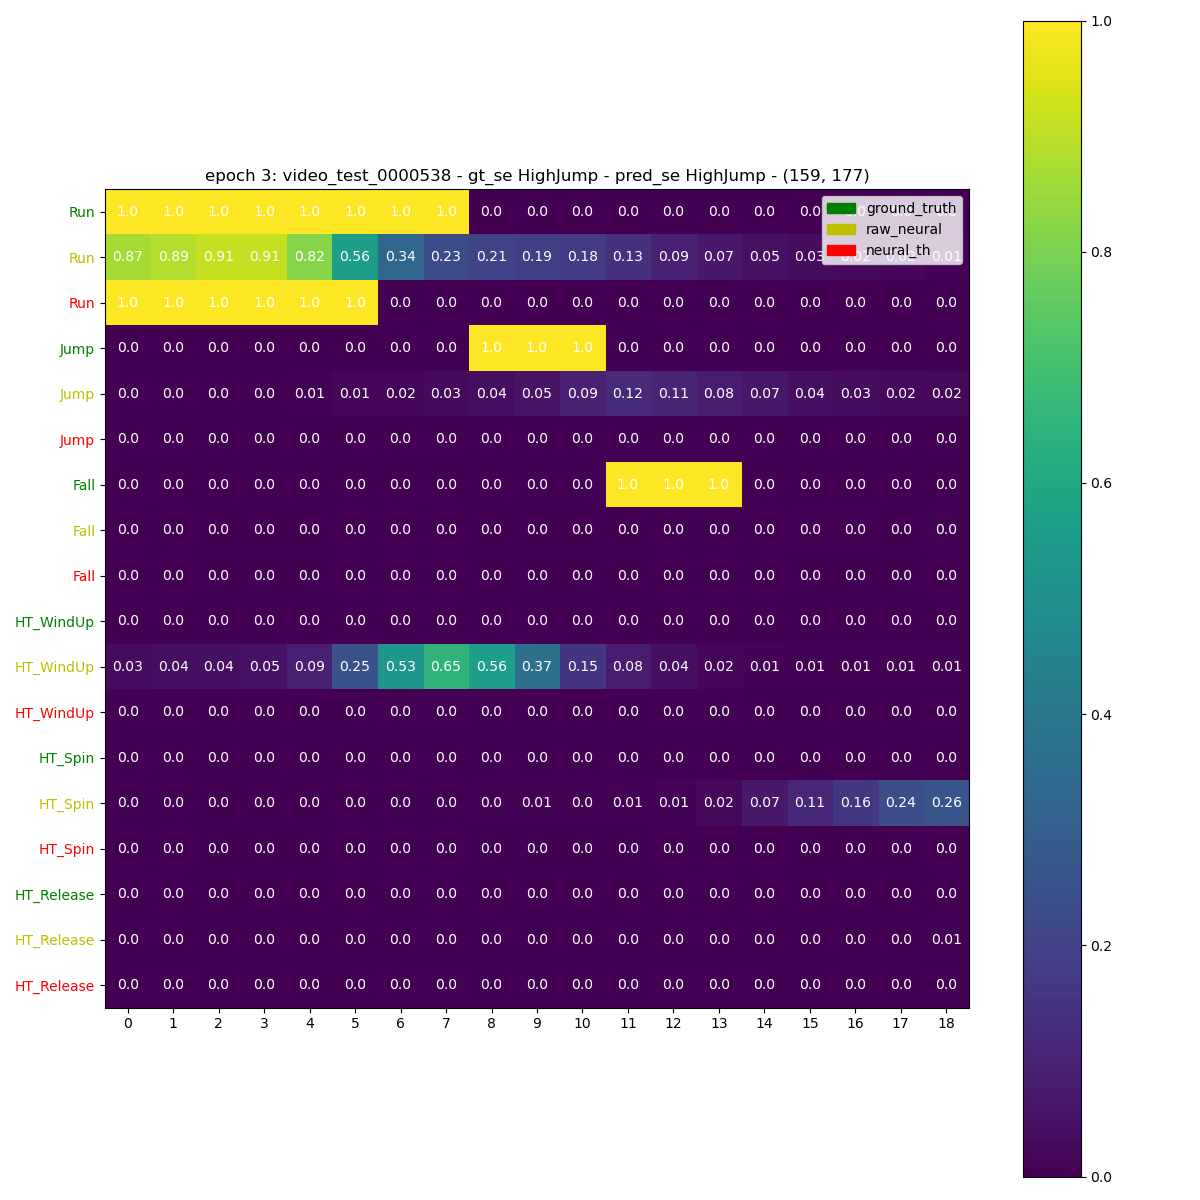 epoch 3: video_test_0000538 - gt_se HighJump - pred_se HighJump - (159, 177)
ground_truth
raw_neural
neural_th
Run 1.0 1.0 1.0 1.0 1.0 1.0 1.0 1.0 0.0 0.0 0.0 0.0 0.0 0.0 0.0 0.0
Run 0.87 0.89 0.91 0.91 0.82 0.56 0.34 0.23 0.21 0.19 0.18 0.13 0.09 0.07 0.05 0.03 0.02 0.01
Run 1.0 1.0 1.0 1.0 1.0 1.0 0.0 0.0 0.0 0.0 0.0 0.0 0.0 0.0 0.0 0.0 0.0 0.0 0.0
Jump 0.0 0.0 0.0 0.0 0.0 0.0 0.0 0.0 1.0 1.0 1.0 0.0 0.0 0.0 0.0 0.0 0.0 0.0 0.0
Jump 0.0 0.0 0.0 0.0 0.01 0.01 0.02 0.03 0.04 0.05 0.09 0.12 0.11 0.08 0.07 0.04 0.03 0.02 0.02
Jump 0.0 0.0 0.0 0.0 0.0 0.0 0.0 0.0 0.0 0.0 0.0 0.0 0.0 0.0 0.0 0.0 0.0 0.0 0.0
Fall 0.0 0.0 0.0 0.0 0.0 0.0 0.0 0.0 0.0 0.0 0.0 1.0 1.0 1.0 0.0 0.0 0.0 0.0 0.0
Fall 0.0 0.0 0.0 0.0 0.0 0.0 0.0 0.0 0.0 0.0 0.0 0.0 0.0 0.0 0.0 0.0 0.0 0.0 0.0
Fall 0.0 0.0 0.0 0.0 0.0 0.0 0.0 0.0 0.0 0.0 0.0 0.0 0.0 0.0 0.0 0.0 0.0 0.0 0.0
HT_WindUp 0.0 0.0 0.0 0.0 0.0 0.0 0.0 0.0 0.0 0.0 0.0 0.0 0.0 0.0 0.0 0.0 0.0 0.0 0.0
HT_WindUp 0.03 0.04 0.04 0.05 0.09 0.25 0.53 0.65 0.56 0.37 0.15 0.08 0.04 0.02 0.01 0.01 0.01 0.01 0.01
HT_WindUp 0.0 0.0 0.0 0.0 0.0 0.0 0.0 0.0 0.0 0.0 0.0 0.0 0.0 0.0 0.0 0.0 0.0 0.0 0.0
HT_Spin 0.0 0.0 0.0 0.0 0.0 0.0 0.0 0.0 0.0 0.0 0.0 0.0 0.0 0.0 0.0 0.0 0.0 0.0 0.0
HT_Spin 0.0 0.0 0.0 0.0 0.0 0.0 0.0 0.0 0.0 0.01 0.0 0.01 0.01 0.02 0.07 0.11 0.16 0.24 0.26
HT_Spin 0.0 0.0 0.0 0.0 0.0 0.0 0.0 0.0 0.0 0.0 0.0 0.0 0.0 0.0 0.0 0.0 0.0 0.0 0.0
HT_Release 0.0 0.0 0.0 0.0 0.0 0.0 0.0 0.0 0.0 0.0 0.0 0.0 0.0 0.0 0.0 0.0 0.0 0.0 0.0
HT_Release 0.0 0.0 0.0 0.0 0.0 0.0 0.0 0.0 0.0 0.0 0.0 0.0 0.0 0.0 0.0 0.0 0.0 0.0 0.01
HT_Release 0.0 0.0 0.0 0.0 0.0 0.0 0.0 0.0 0.0 0.0 0.0 0.0 0.0 0.0 0.0 0.0 0.0 0.0 0.0
0 1 2 3 4 5 6 7 8 9 10 11 12 13 14 15 16 17 18
1.0
0.8
0.6
0.4
0.2
0.0